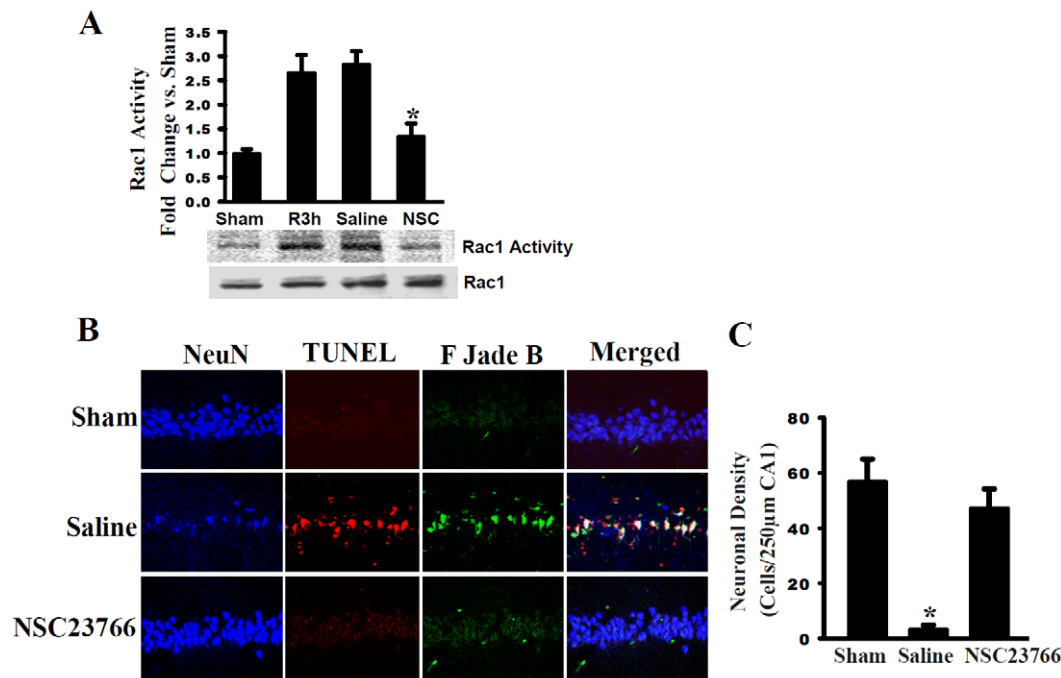 A
Rac1 Activity
Fold Change vs. Sham
3.5
3.0
2.5
2.0
1.5
1.0
0.5
0.0
*
Sham R3h Saline NSC
Rac1 Activity
Rac1
B
NeuN TUNEL F Jade B Merged
Sham
Saline
NSC23766
C
Neuronal Density
(Cells/250µm CA1)
80
60
40
20
0
*
Sham Saline NSC23766